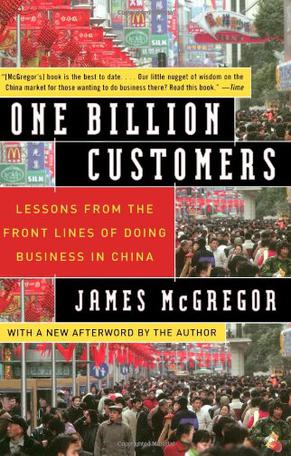 "[McGregor's] book is the best to date. . . . Our little nugget of wisdom on the
China market for those wanting to do business there? Read this book." —Time
ONE BILLION
CUSTOMERS
LESSONS FROM THE
FRONT LINES OF DOING
BUSINESS IN CHINA
JAMES McGREGOR
WITH A NEW AFTERWORD BY THE AUTHOR